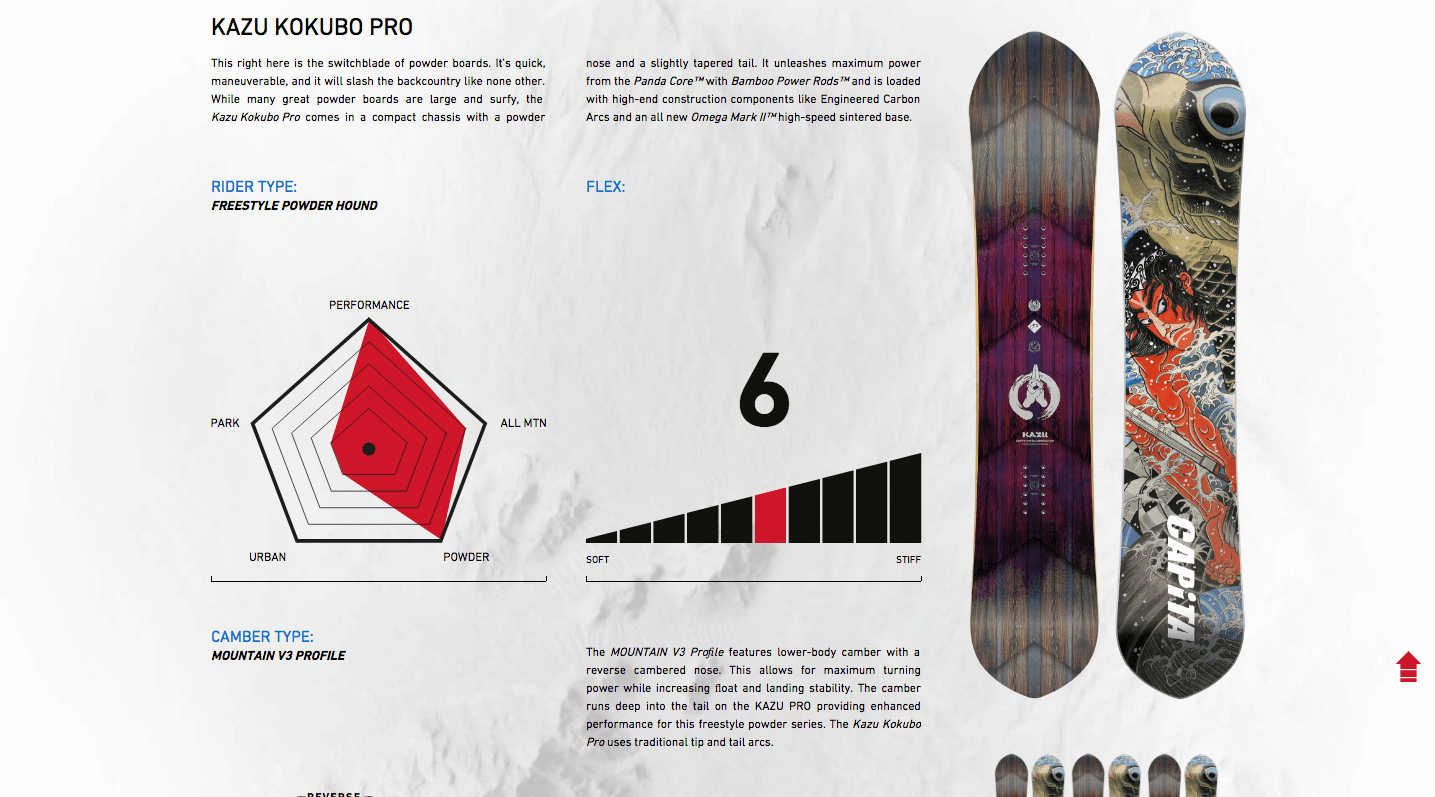 KAZU KOKUBO PRO
This right here is the switchblade of powder boards. It's quick,
maneuverable, and it will slash the backcountry like none other.
While many great powder boards are large and surfy, the
Kazu Kokubo Pro comes in a compact chassis with a powder
nose and a slightly tapered tail. It unleashes maximum power
from the Panda Core™ with Bamboo Power Rods™ and is loaded
with high-end construction components like Engineered Carbon
Arcs and an all new Omega Mark II™ high-speed sintered base.
RIDER TYPE:
FREESTYLE POWDER HOUND
PERFORMANCE
PARK
ALL MTN
URBAN
POWDER
FLEX:
6
SOFT
STIFF
CAMBER TYPE:
MOUNTAIN V3 PROFILE
The MOUNTAIN V3 Profile features lower-body camber with a
reverse cambered nose. This allows for maximum turning
power while increasing float and landing stability. The camber
runs deep into the tail on the KAZU PRO providing enhanced
performance for this freestyle powder series. The Kazu Kokubo
Pro uses traditional tip and tail arcs.
REVERSE
KAZU
CAPiTA